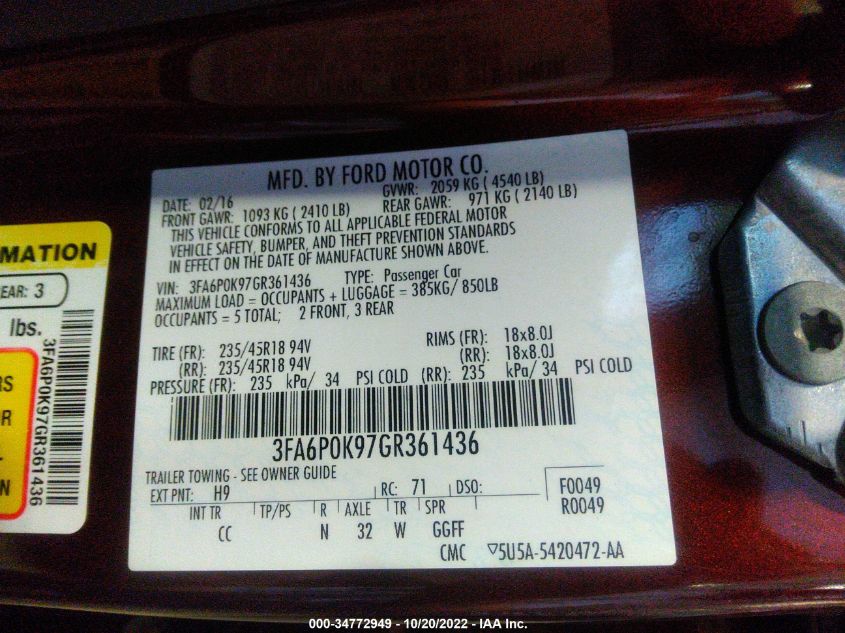 MFD. BY FORD MOTOR CO.
DATE: 02/16
GVWR: 2059 KG ( 4540 LB)
FRONT GAWR: 1093 KG ( 2410 LB)
REAR GAWR: 971 KG ( 2140 LB)
THIS VEHICLE CONFORMS TO ALL APPLICABLE FEDERAL MOTOR
VEHICLE SAFETY, BUMPER, AND THEFT PREVENTION STANDARDS
IN EFFECT ON THE DATE OF MANUFACTURE SHOWN ABOVE.
VIN: 3FA6P0K97GR361436 TYPE: Passenger Car
MAXIMUM LOAD = OCCUPANTS + LUGGAGE = 385KG/ 850LB
OCCUPANTS = 5 TOTAL; 2 FRONT, 3 REAR
TIRE (FR): 235/45R18 94V RIMS (FR): 18x8.0J
(RR): 235/45R18 94V (RR): 18x8.0J
PRESSURE (FR): 235 kPa/ 34 PSI COLD (RR): 235 kPa/ 34 PSI COLD
3FA6P0K97GR361436
TRAILER TOWING - SEE OWNER GUIDE
EXT PNT: H9 RC: 71 DSO: F0049
R0049
INT TR TP/PS R AXLE TR SPR
CC N 32 W GGFF
CMC ▽5U5A-5420472-AA
RMATION
EAR: 3
lbs.
3FA6P0K97GR361436
RS
R
N
000-34772949 - 10/20/2022 - IAA Inc.